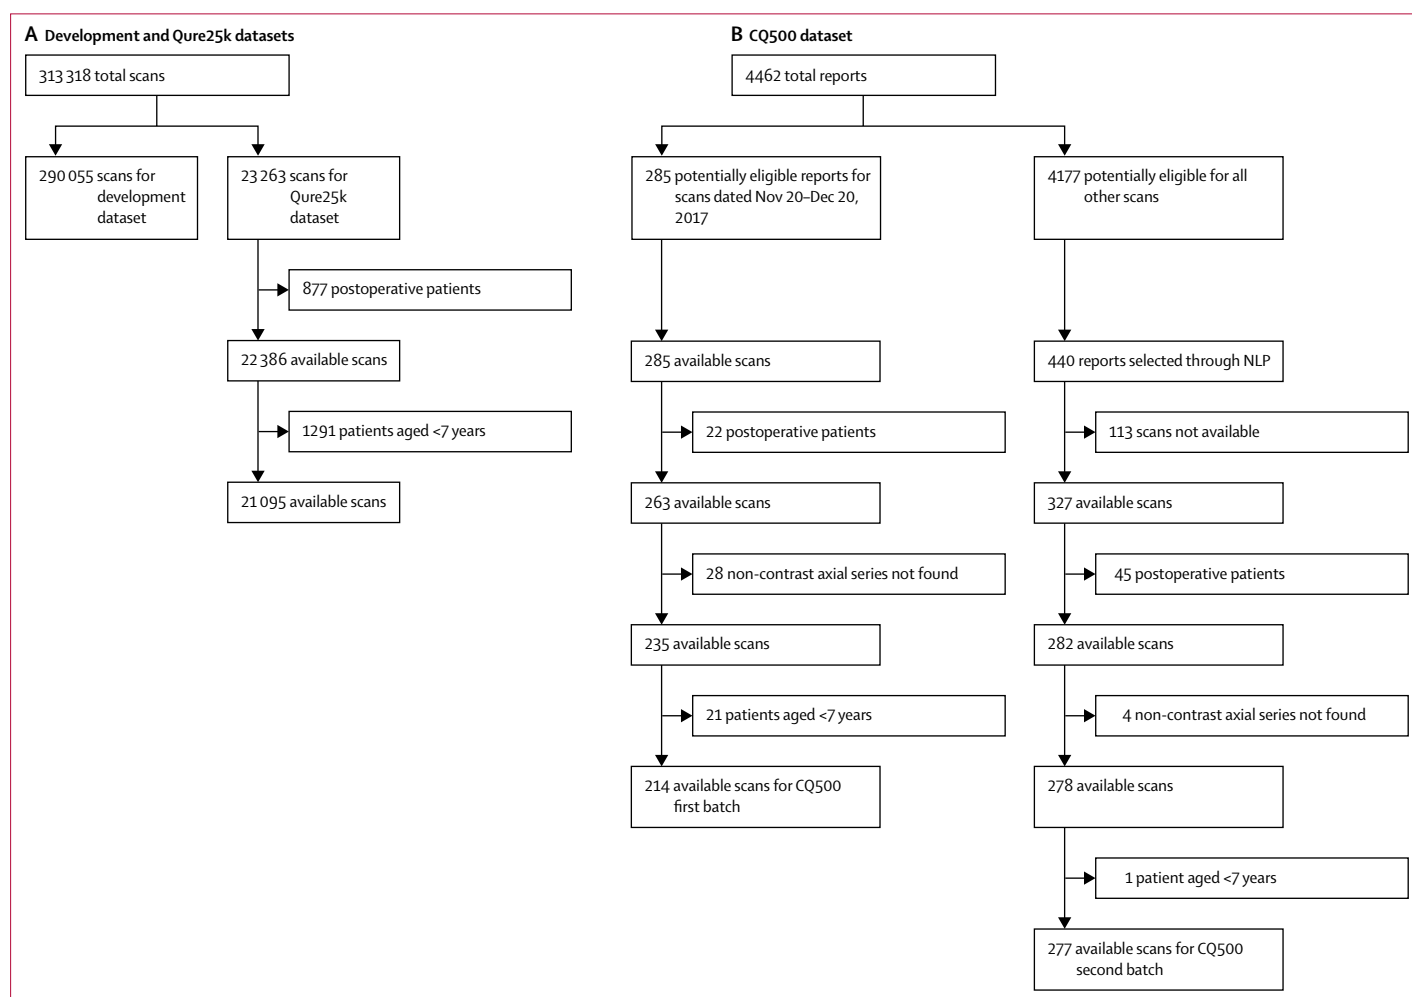 A Development and Qure25k datasets
313 318 total scans
290 055 scans for
development
dataset
23 263 scans for
Qure25k
dataset
877 postoperative patients
22 386 available scans
1291 patients aged <7 years
21 095 available scans
B CQ500 dataset
4462 total reports
285 potentially eligible reports for
scans dated Nov 20–Dec 20,
2017
285 available scans
22 postoperative patients
263 available scans
28 non-contrast axial series not found
235 available scans
21 patients aged <7 years
214 available scans for CQ500
first batch
4177 potentially eligible for all
other scans
440 reports selected through NLP
113 scans not available
327 available scans
45 postoperative patients
282 available scans
4 non-contrast axial series not found
278 available scans
1 patient aged <7 years
277 available scans for CQ500
second batch